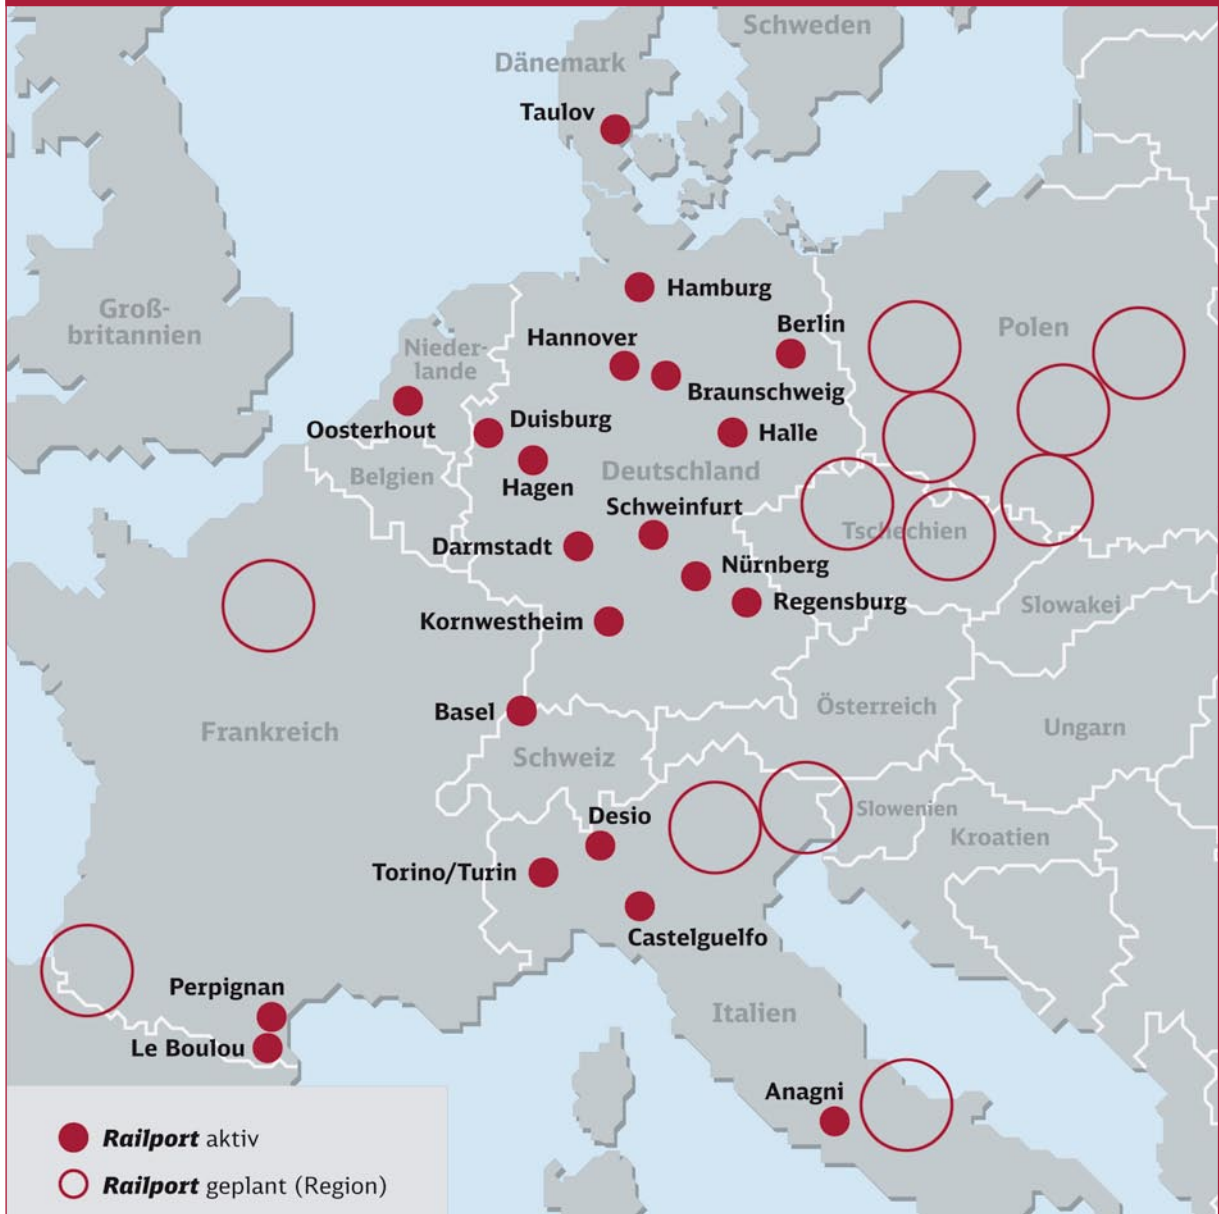 Schweden
Dänemark
Taulov
Hamburg
Groß-
britannien
Berlin
Polen
Hannover
Nieder-
lande
Braunschweig
Duisburg
Oosterhout
Halle
Deutschland
Belgien
Hagen
Schweinfurt
Tschechien
Darmstadt
Nürnberg
Regensburg
Slowakei
Kornwestheim
Basel
Österreich
Frankreich
Ungarn
Schweiz
Slowenien
Desio
Kroatien
Torino/Turin
Castelguelfo
Perpignan
Italien
Le Boulou
Anagni
Railport aktiv
Railport geplant (Region)